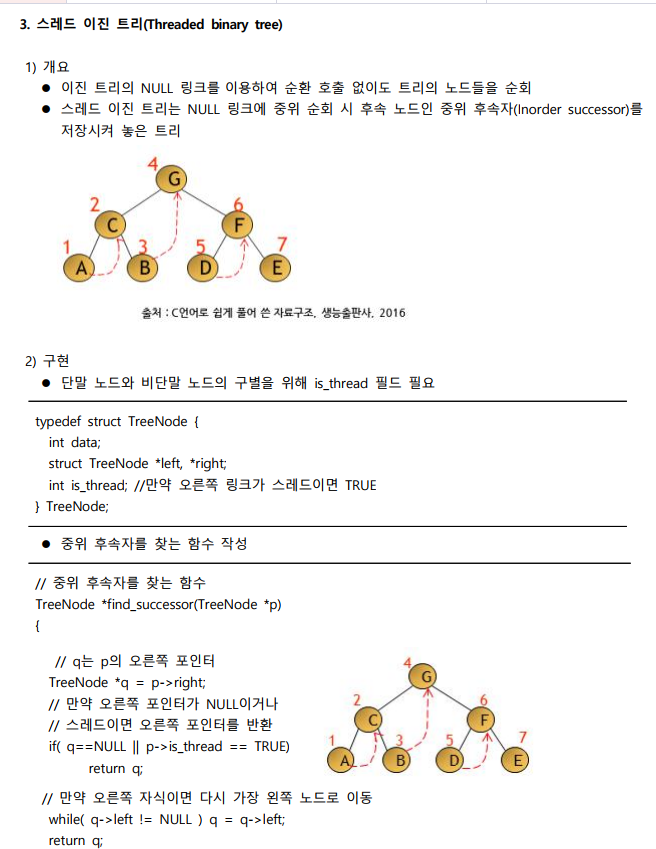 3. 스레드 이진 트리(Threaded binary tree)
1) 개요
● 이진 트리의 NULL 링크를 이용하여 순환 호출 없이도 트리의 노드들을 순회
● 스레드 이진 트리는 NULL 링크에 중위 순회 시 후속 노드인 중위 후속자(Inorder successor)를
저장시켜 놓은 트리
4
G
2
6
C
F
1
3
5
7
A
B
D
E
출처 : C언어로 쉽게 풀어 쓴 자료구조, 생능출판사, 2016
2) 구현
● 단말 노드와 비단말 노드의 구별을 위해 is_thread 필드 필요
typedef struct TreeNode {
int data;
struct TreeNode *left, *right;
int is_thread; //만약 오른쪽 링크가 스레드이면 TRUE
} TreeNode;
● 중위 후속자를 찾는 함수 작성
// 중위 후속자를 찾는 함수
TreeNode *find_successor(TreeNode *p)
{
// q는 p의 오른쪽 포인터
TreeNode *q = p->right;
// 만약 오른쪽 포인터가 NULL이거나
// 스레드이면 오른쪽 포인터를 반환
if( q==NULL || p->is_thread == TRUE)
return q;
// 만약 오른쪽 자식이면 다시 가장 왼쪽 노드로 이동
while( q->left != NULL ) q = q->left;
return q;
4
G
2
6
C
F
1
3
5
7
A
B
D
E